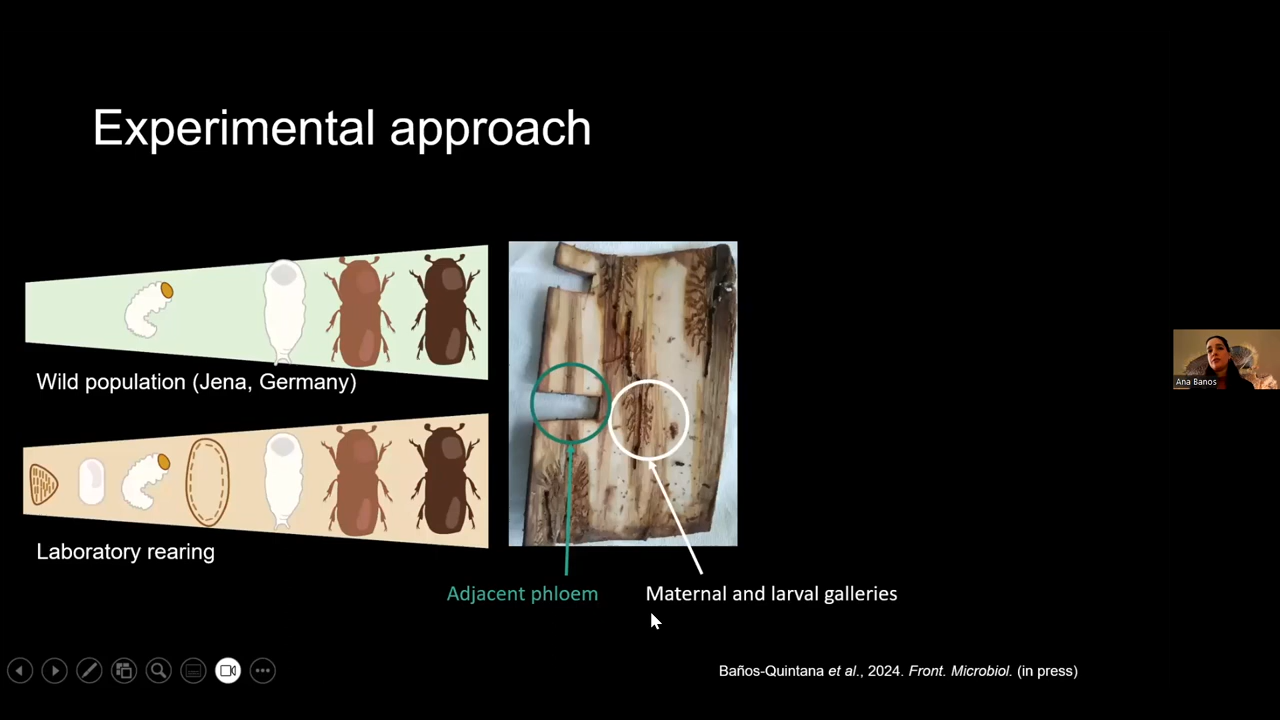 Experimental approach
Wild population (Jena, Germany)
Laboratory rearing
Adjacent phloem
Maternal and larval galleries
Baños-Quintana et al., 2024. Front. Microbiol. (in press)
Ana Banos